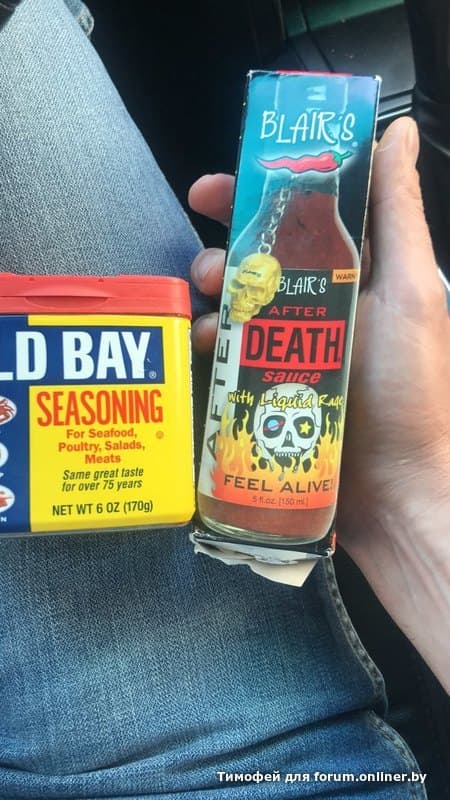 LD BAY®
SEASONING
For Seafood,
Poultry, Salads,
Meats
Same great taste
for over 75 years
NET WT 6 OZ (170g)
BLAIR'S
BLAIR'S
WARN
AFTER
DEATH
sauce
with Liquid Rage
AFTER
FEEL ALIVE!
5 fl.oz. (150 ml.)
Тимофей для forum.onliner.by